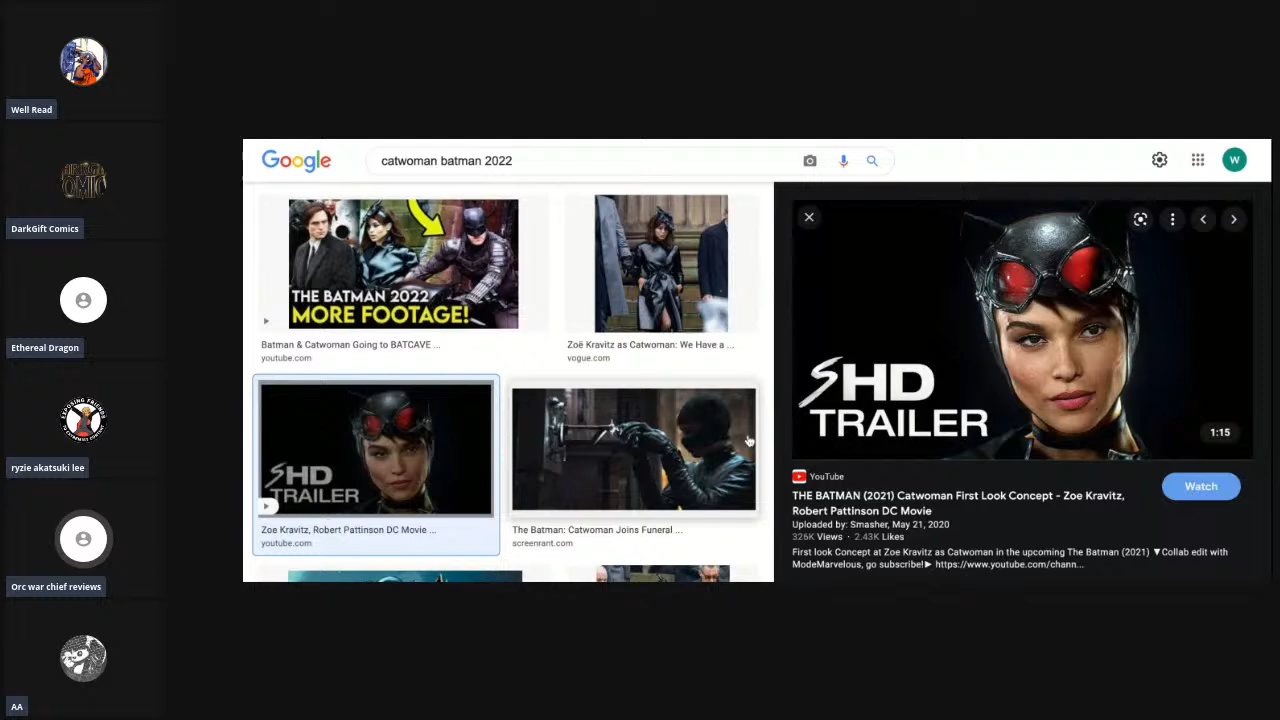 Well Read
DarkGift Comics
Ethereal Dragon
ryzie akatsuki lee
Orc war chief reviews
AA
Google
catwoman batman 2022
W
THE BATMAN 2022
MORE FOOTAGE!
Batman & Catwoman Going to BATCAVE ...
youtube.com
Zoë Kravitz as Catwoman: We Have a ...
vogue.com
SHD
TRAILER
Zoe Kravitz, Robert Pattinson DC Movie ...
youtube.com
The Batman: Catwoman Joins Funeral ...
screenrant.com
SHD
TRAILER
1:15
YouTube
THE BATMAN (2021) Catwoman First Look Concept - Zoe Kravitz,
Robert Pattinson DC Movie
Watch
Uploaded by: Smasher, May 21, 2020
326K Views · 2.43K Likes
First look Concept at Zoe Kravitz as Catwoman in the upcoming The Batman (2021) ▼Collab edit with
ModeMarvelous, go subscribe!► https://www.youtube.com/chann...